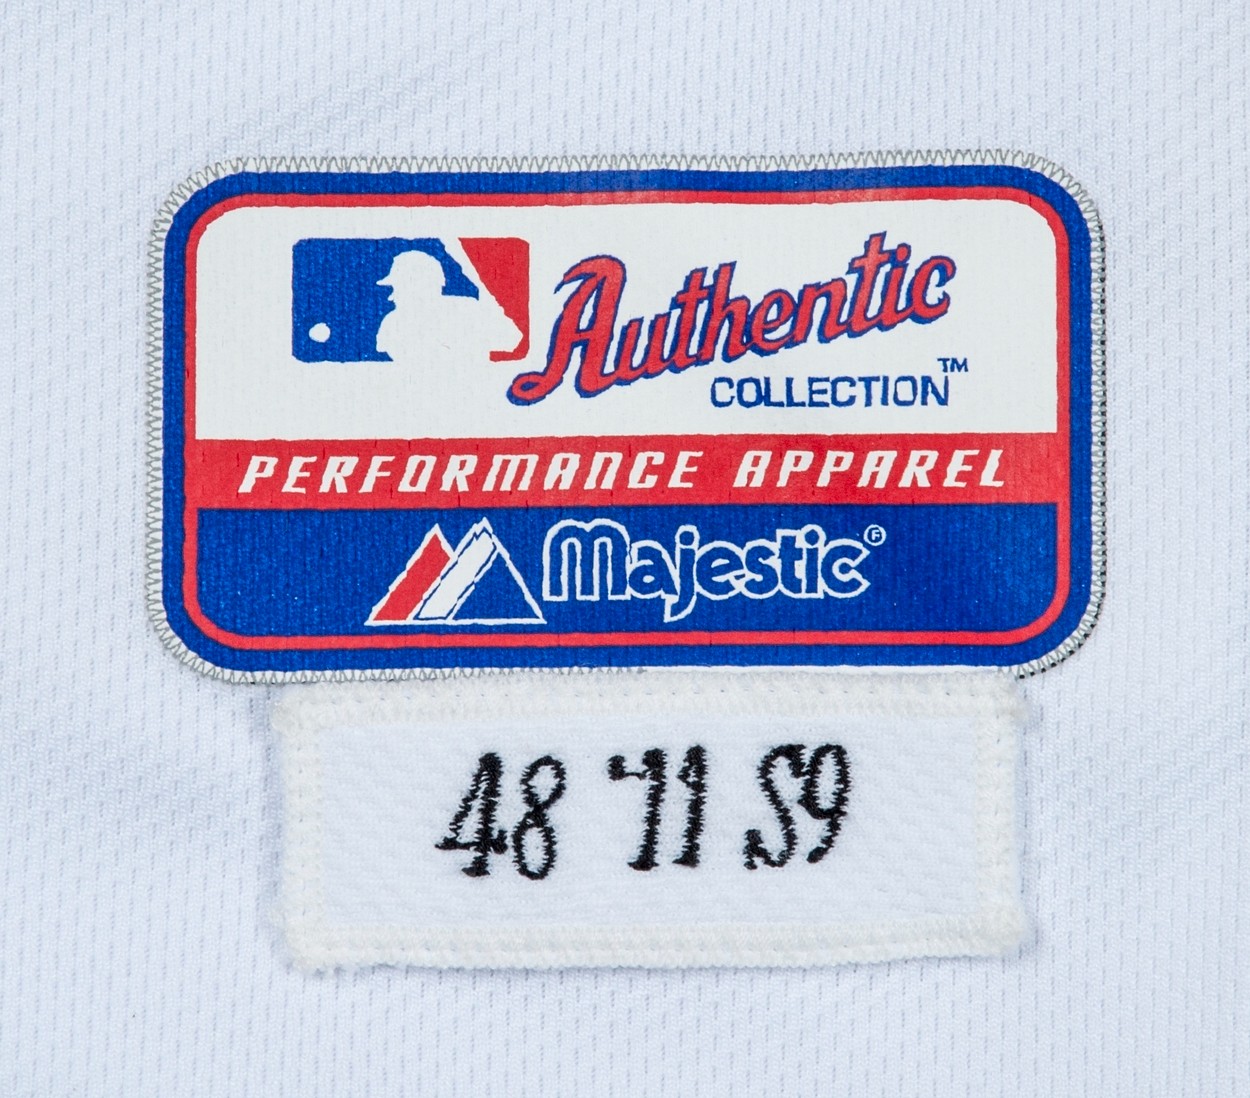 Authentic
COLLECTION™
PERFORMANCE APPAREL
Majestic®
48 '11 S9